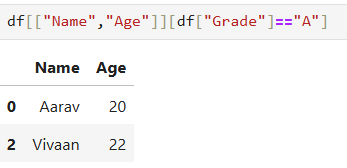 df[["Name","Age"]][df["Grade"]=="A"]
Name Age
0 Aarav 20
2 Vivaan 22